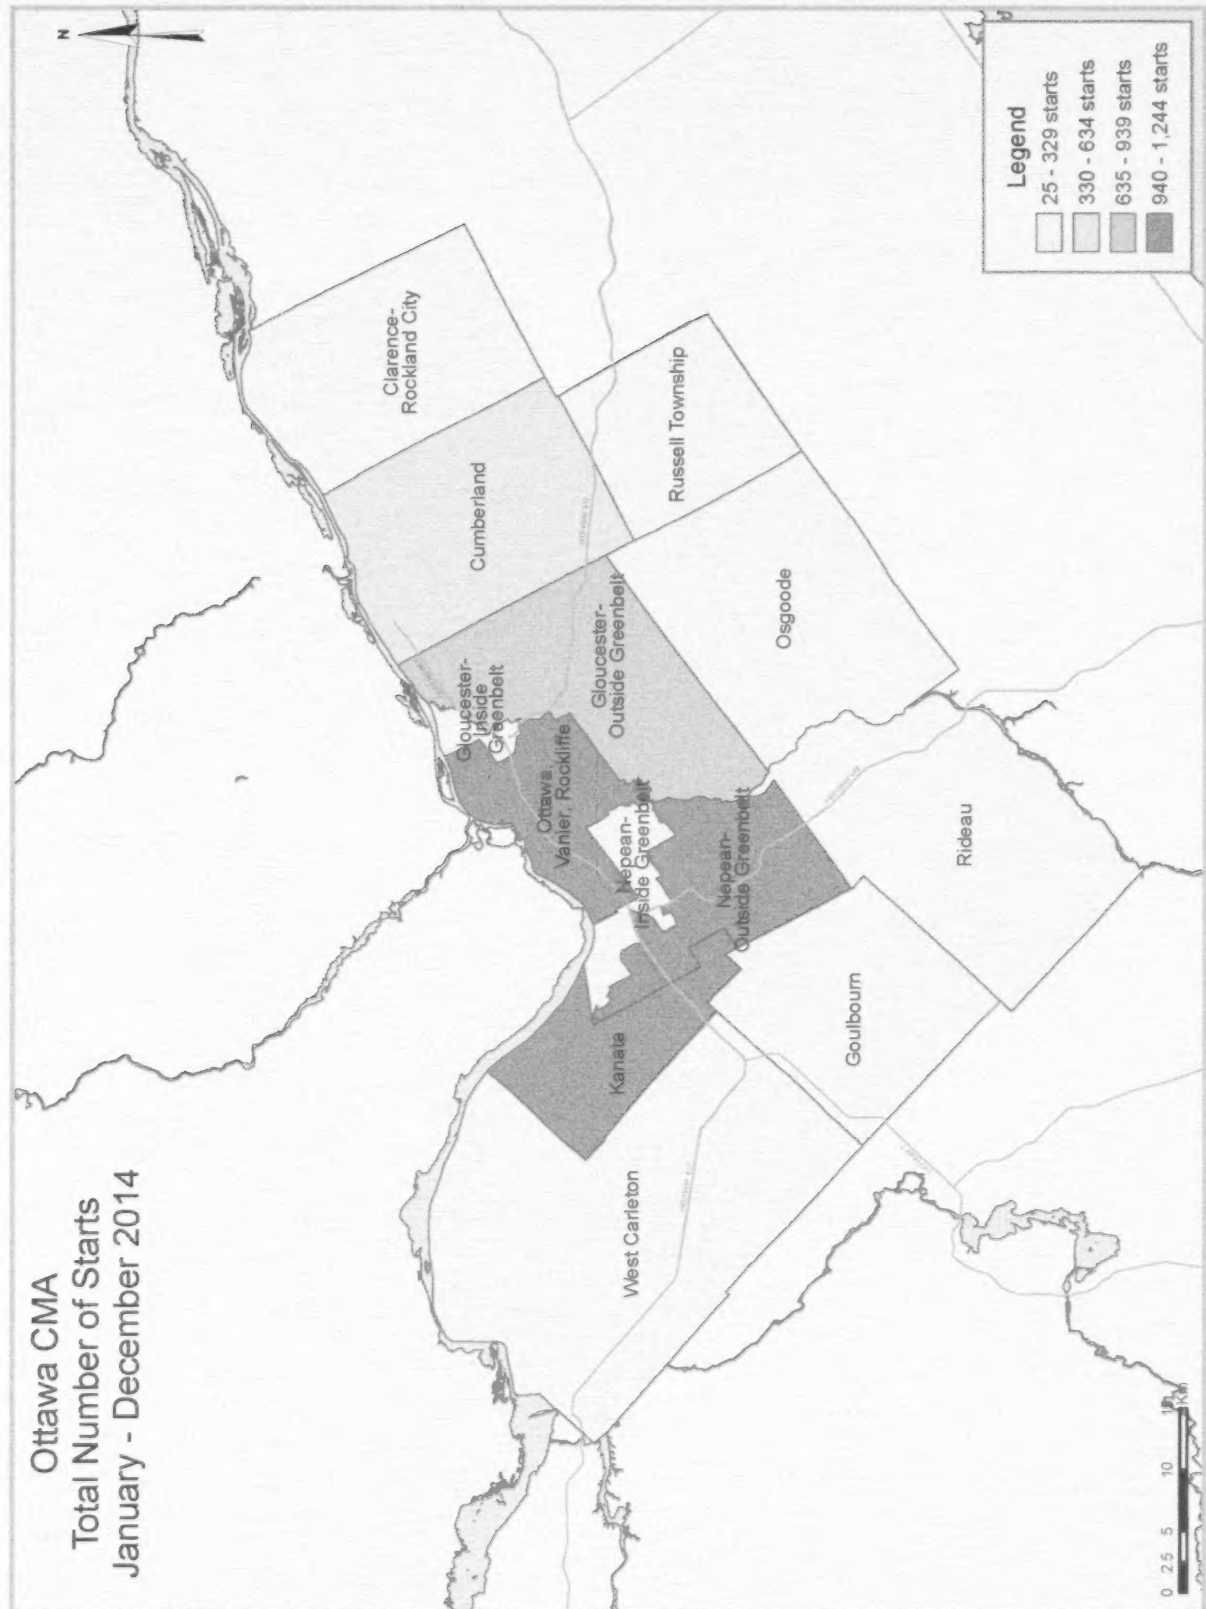 Ottawa CMA
Total Number of Starts
January - December 2014
N
Clarence-
Rockland City
Cumberland
Russell Township
Gloucester-
Inside
Greenbelt
Gloucester-
Outside Greenbelt
Osgoode
Ottawa,
Vanier, Rockliffe
Nepean-
Inside Greenbelt
Nepean-
Outside Greenbelt
Rideau
Kanata
Goulbourn
West Carleton
Legend
25 - 329 starts
330 - 634 starts
635 - 939 starts
940 - 1,244 starts
0 2.5 5 10
Km